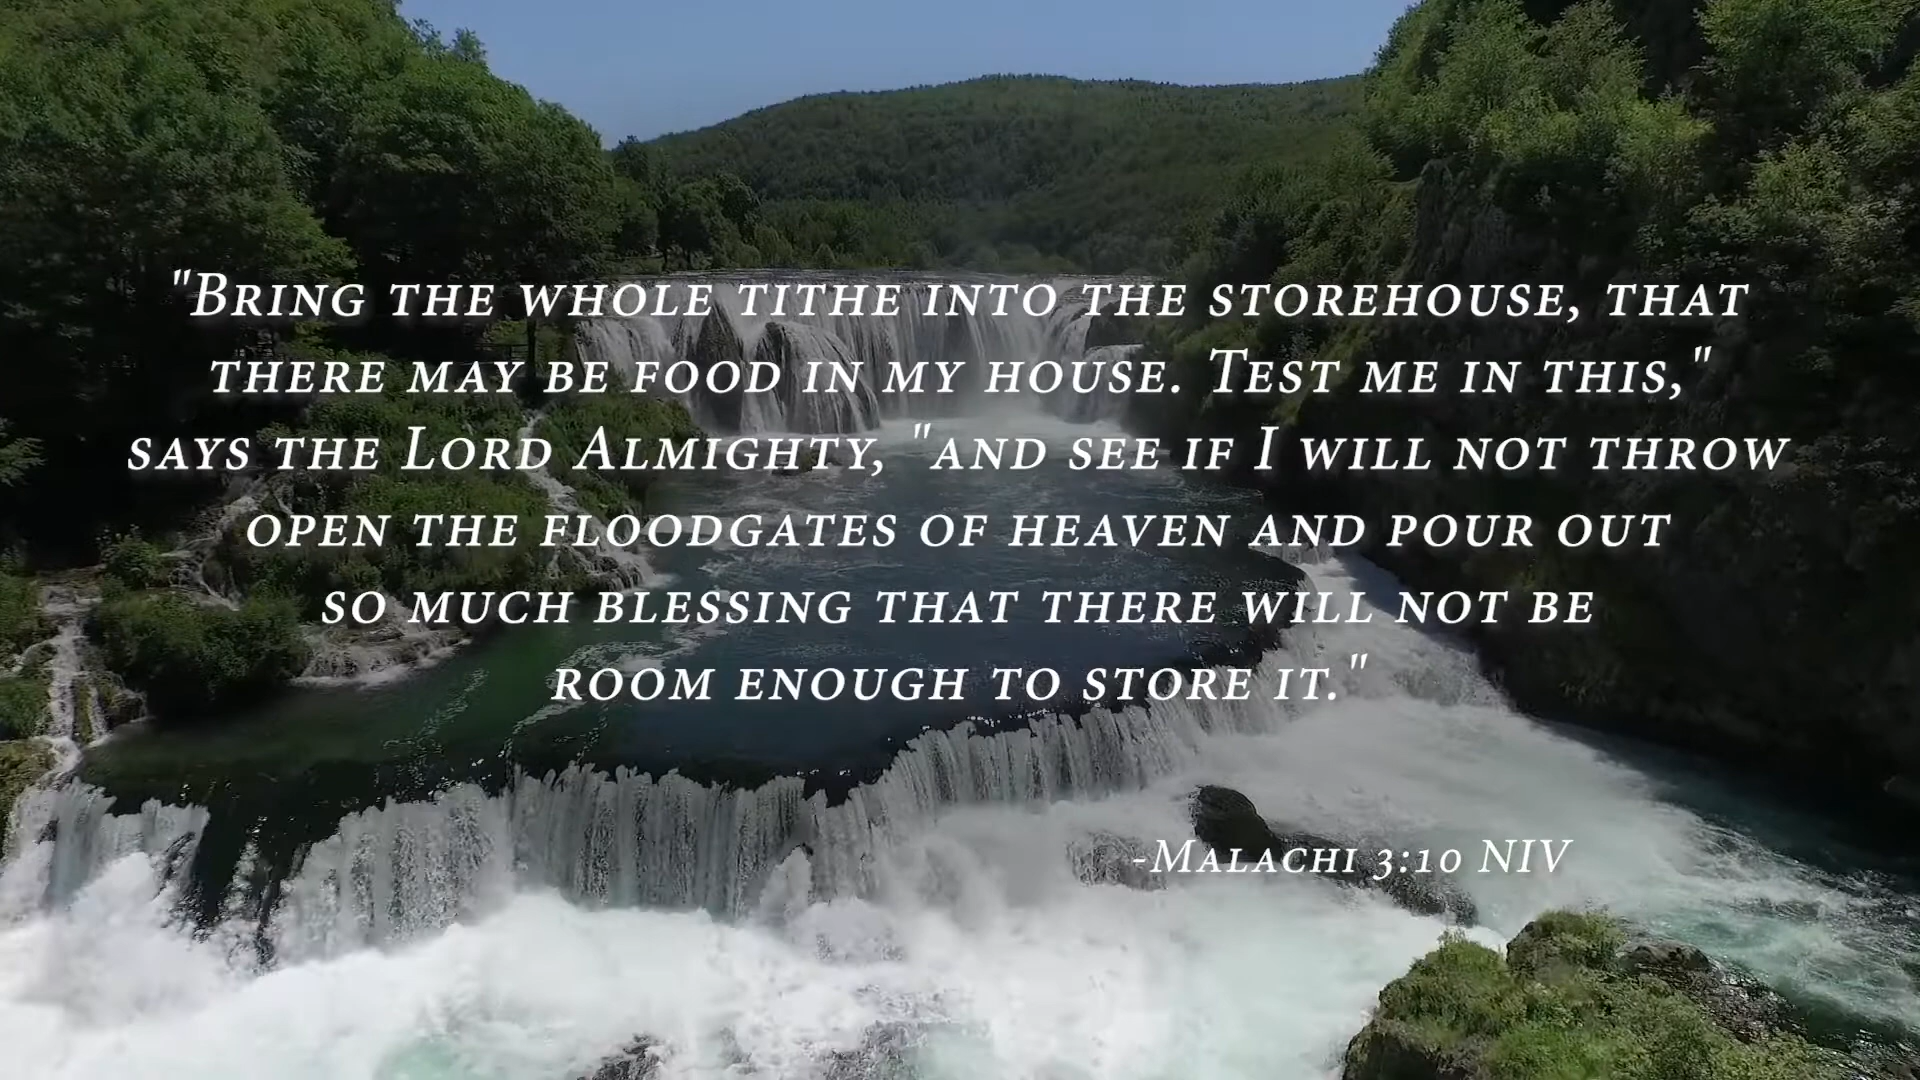 "Bring the whole tithe into the storehouse, that
there may be food in my house. Test me in this,"
says the Lord Almighty, "and see if I will not throw
open the floodgates of heaven and pour out
so much blessing that there will not be
room enough to store it."
-Malachi 3:10 NIV